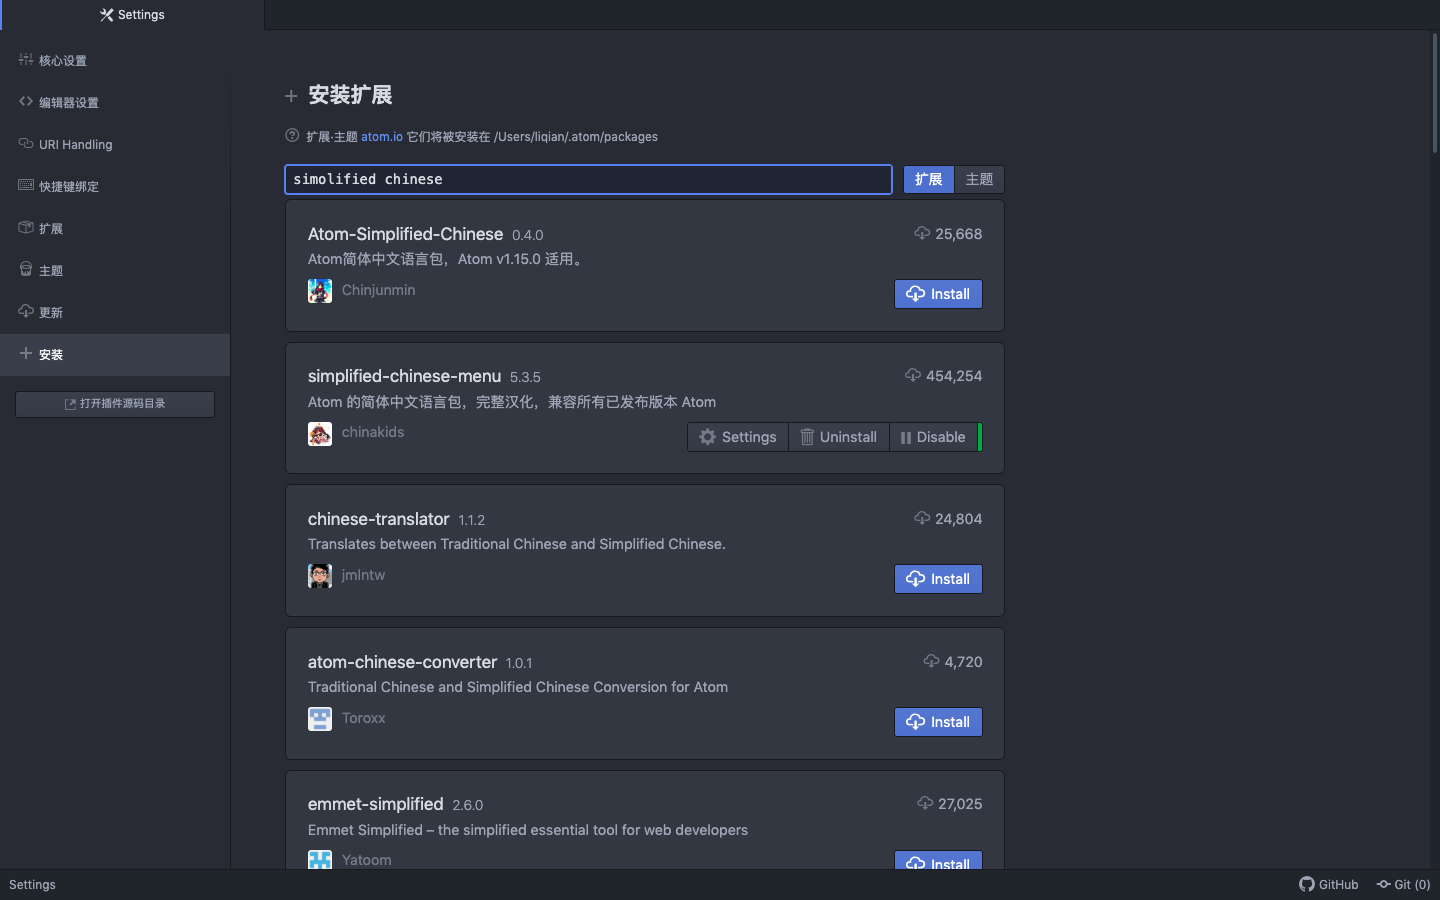 Settings
核心设置
编辑器设置
URI Handling
快捷键绑定
扩展
主题
更新
安装
打开插件源码目录
安装扩展
扩展·主题 atom.io 它们将被安装在 /Users/liqian/.atom/packages
simolified chinese
扩展 主题
Atom-Simplified-Chinese 0.4.0 25,668
Atom简体中文语言包，Atom v1.15.0 适用。
Chinjunmin Install
simplified-chinese-menu 5.3.5 454,254
Atom 的简体中文语言包，完整汉化，兼容所有已发布版本 Atom
chinakids Settings Uninstall Disable
chinese-translator 1.1.2 24,804
Translates between Traditional Chinese and Simplified Chinese.
jmlntw Install
atom-chinese-converter 1.0.1 4,720
Traditional Chinese and Simplified Chinese Conversion for Atom
Toroxx Install
emmet-simplified 2.6.0 27,025
Emmet Simplified – the simplified essential tool for web developers
Yatoom Install
Settings GitHub Git (0)